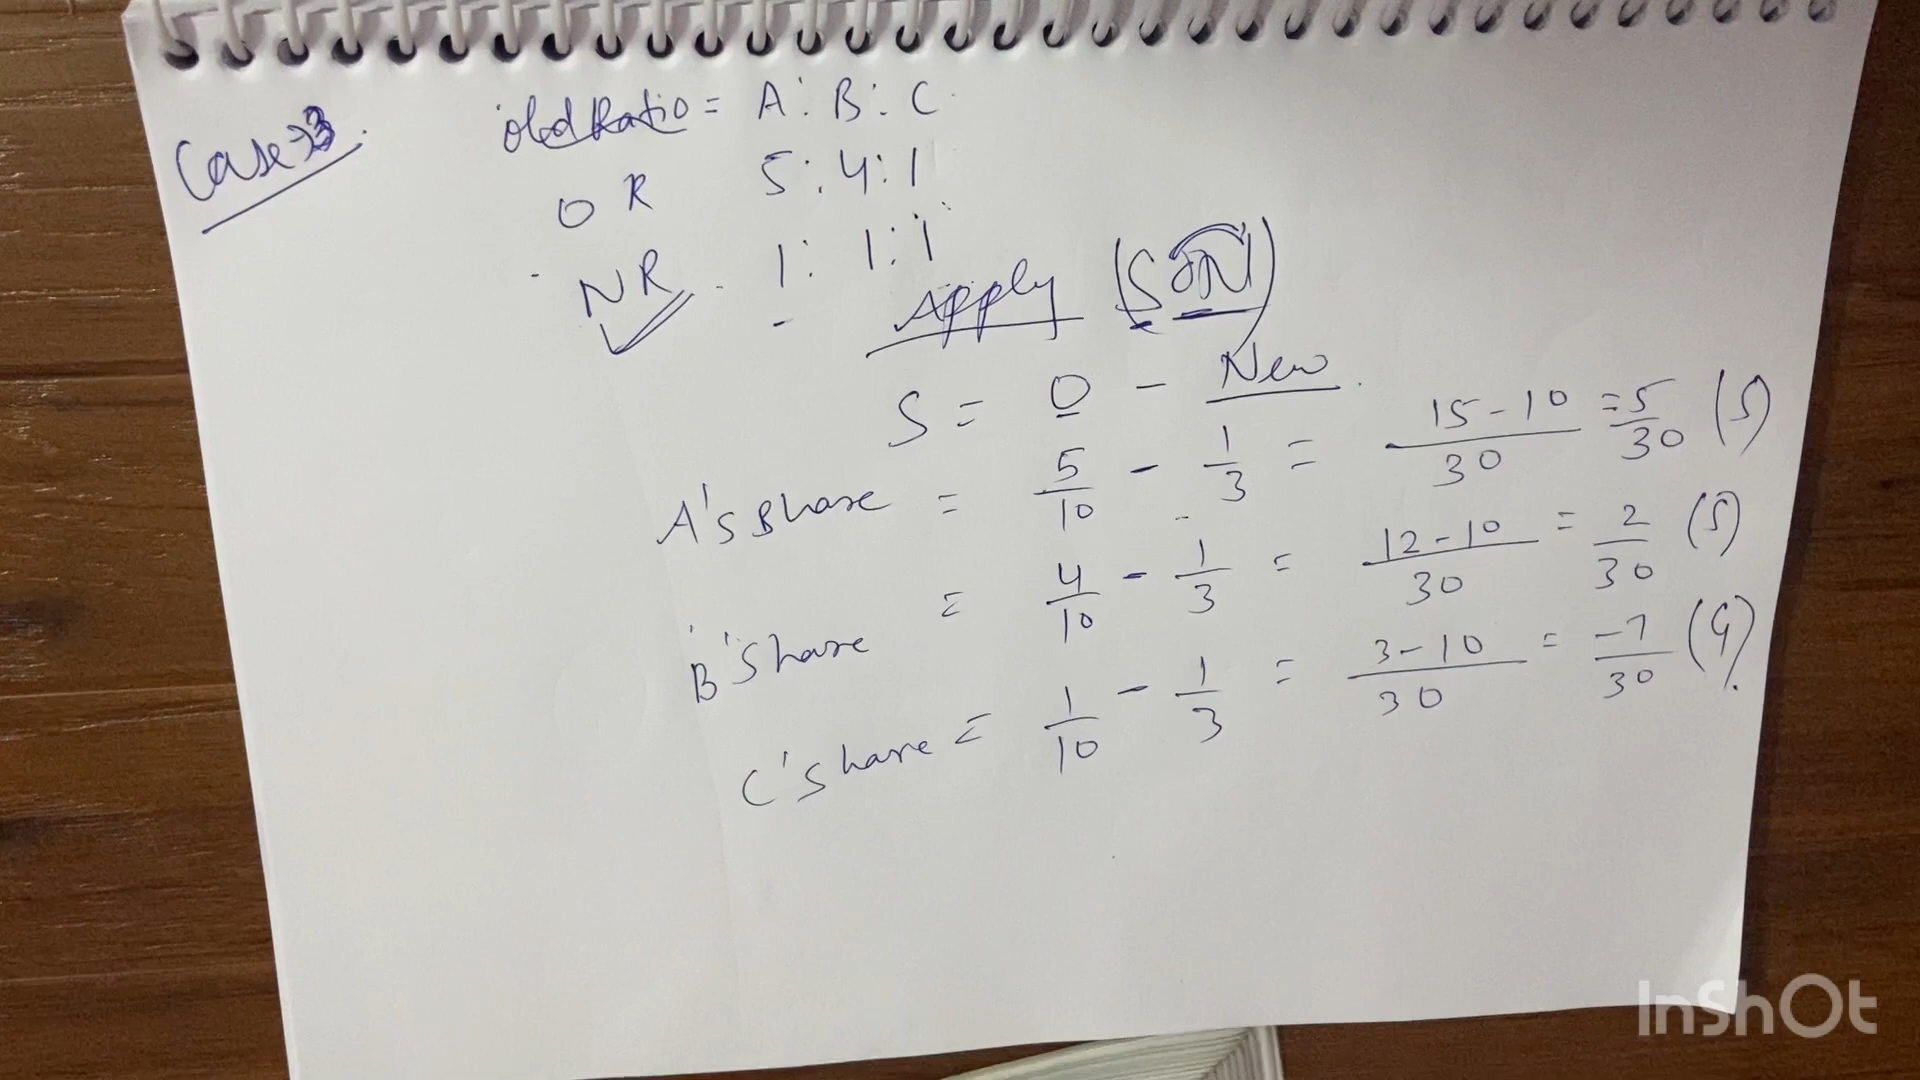 Case→3.
Old Ratio = A : B : C
OR 5 : 4 : 1
NR 1 : 1 : 1
Apply (SON)
S = O - New
A's Share = 5/10 - 1/3 = 15-10/30 = 5/30 (S)
B'Share = 4/10 - 1/3 = 12-10/30 = 2/30 (S)
C'Share = 1/10 - 1/3 = 3-10/30 = -7/30 (G)
InShOt